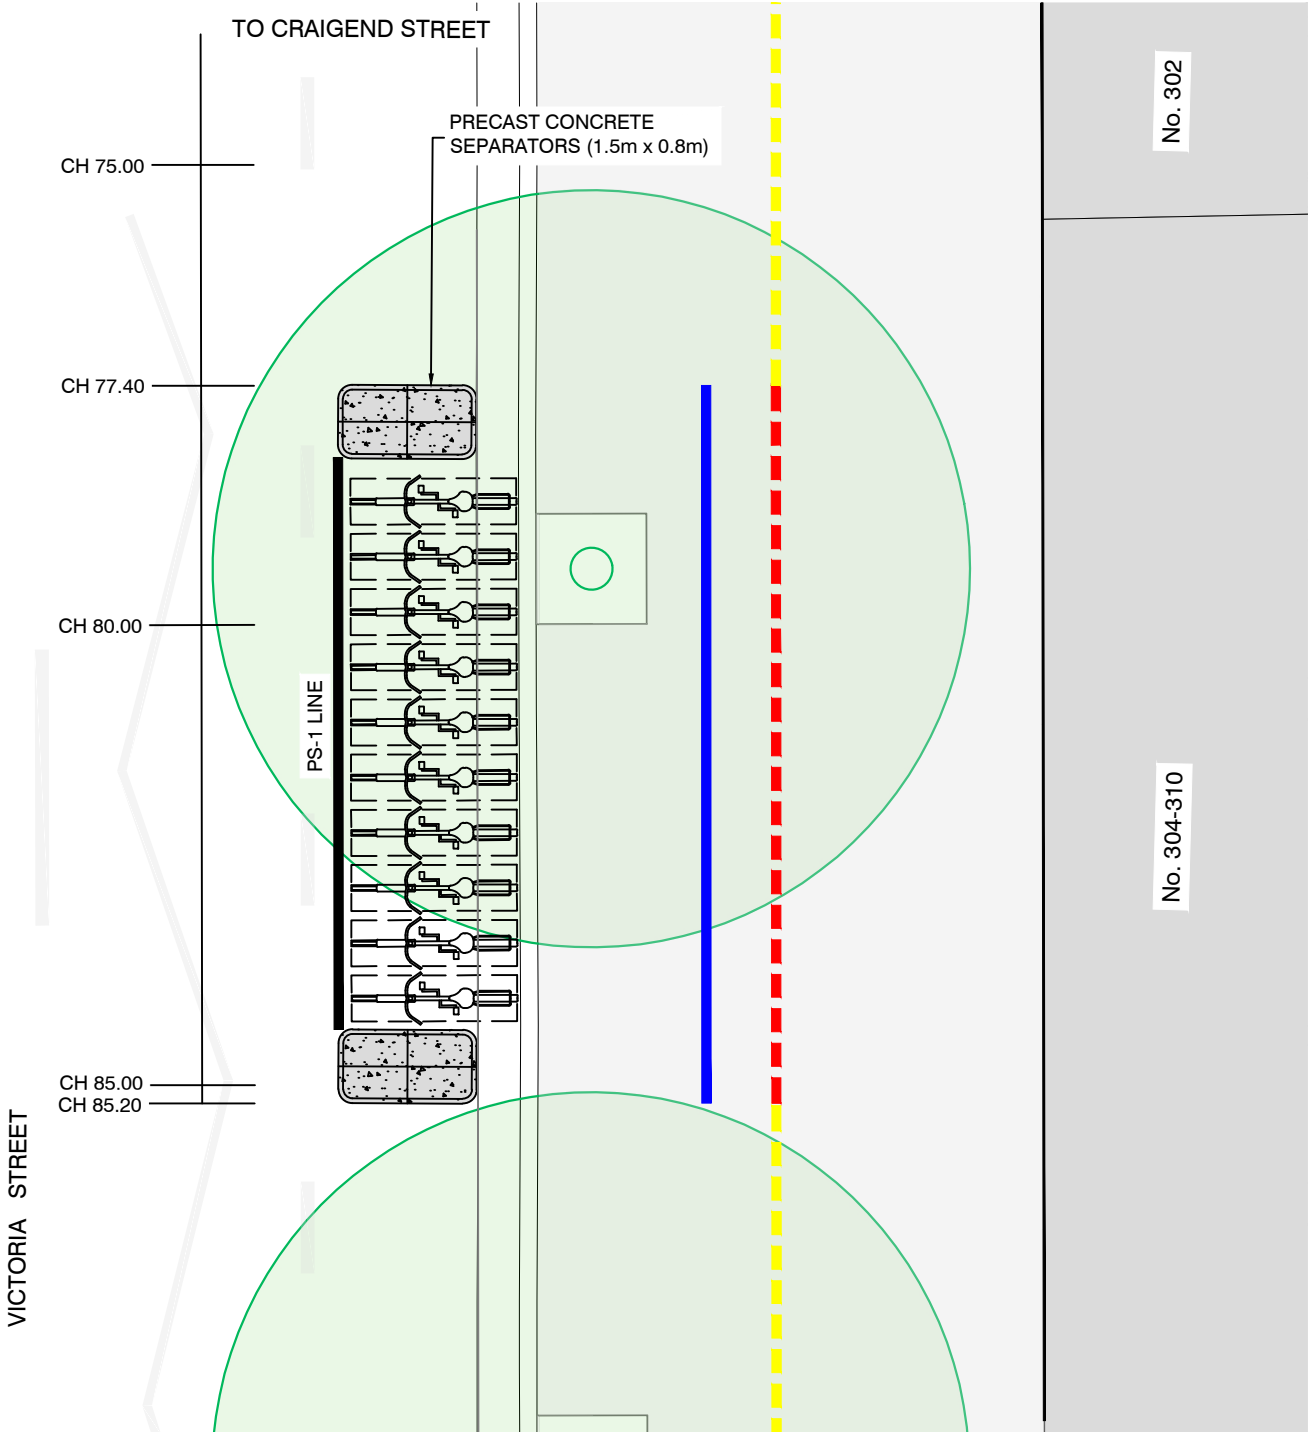 TO CRAIGEND STREET
No. 302
PRECAST CONCRETE
SEPARATORS (1.5m x 0.8m)
CH 75.00
CH 77.40
CH 80.00
PS-1 LINE
No. 304-310
CH 85.00
CH 85.20
VICTORIA STREET